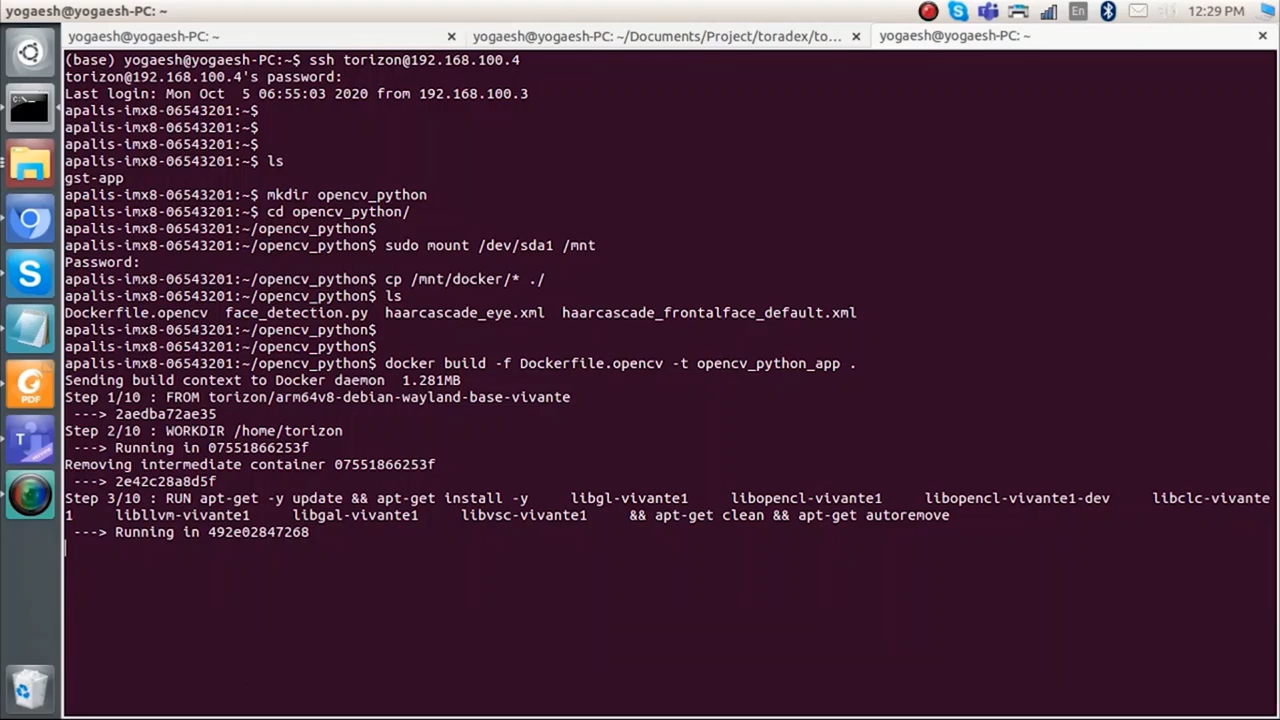 yogaesh@yogaesh-PC: ~
En
12:29 PM
yogaesh@yogaesh-PC: ~
yogaesh@yogaesh-PC: ~/Documents/Project/toradex/to...
yogaesh@yogaesh-PC: ~
(base) yogaesh@yogaesh-PC:~$ ssh torizon@192.168.100.4
torizon@192.168.100.4's password:
Last login: Mon Oct  5 06:55:03 2020 from 192.168.100.3
apalis-imx8-06543201:~$
apalis-imx8-06543201:~$
apalis-imx8-06543201:~$
apalis-imx8-06543201:~$ ls
gst-app
apalis-imx8-06543201:~$ mkdir opencv_python
apalis-imx8-06543201:~$ cd opencv_python/
apalis-imx8-06543201:~/opencv_python$
apalis-imx8-06543201:~/opencv_python$ sudo mount /dev/sda1 /mnt
Password:
apalis-imx8-06543201:~/opencv_python$ cp /mnt/docker/* ./
apalis-imx8-06543201:~/opencv_python$ ls
Dockerfile.opencv  face_detection.py  haarcascade_eye.xml  haarcascade_frontalface_default.xml
apalis-imx8-06543201:~/opencv_python$
apalis-imx8-06543201:~/opencv_python$
apalis-imx8-06543201:~/opencv_python$ docker build -f Dockerfile.opencv -t opencv_python_app .
Sending build context to Docker daemon  1.281MB
Step 1/10 : FROM torizon/arm64v8-debian-wayland-base-vivante
 ---> 2aedba72ae35
Step 2/10 : WORKDIR /home/torizon
 ---> Running in 07551866253f
Removing intermediate container 07551866253f
 ---> 2e42c28a8d5f
Step 3/10 : RUN apt-get -y update && apt-get install -y     libgl-vivante1     libopencl-vivante1     libopencl-vivante1-dev     libclc-vivante
1     libllvm-vivante1     libgal-vivante1     libvsc-vivante1     && apt-get clean && apt-get autoremove
 ---> Running in 492e02847268
S
PDF
T